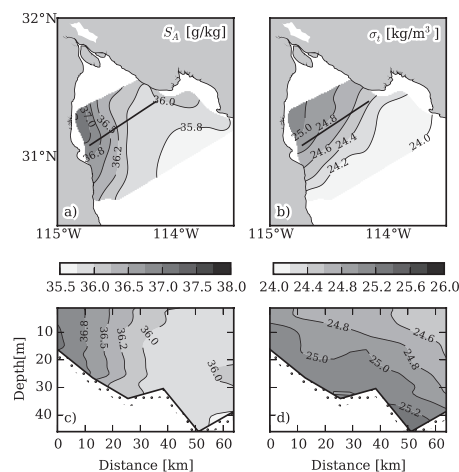 32°N
S_A [g/kg]
σ_t [kg/m³]
36.0
35.8
37.0
36.5
36.8
36.2
25.0
24.8
24.6
24.4
24.2
24.0
31°N
a)
b)
115°W
114°W
115°W
114°W
35.5 36.0 36.5 37.0 37.5 38.0
24.0 24.4 24.8 25.2 25.6 26.0
Depth[m]
10
20
30
40
36.8
36.5
36.2
36.0
36.0
c)
24.8
24.6
24.8
25.0
25.0
25.2
d)
0 10 20 30 40 50 60
0 10 20 30 40 50 60
Distance [km]
Distance [km]